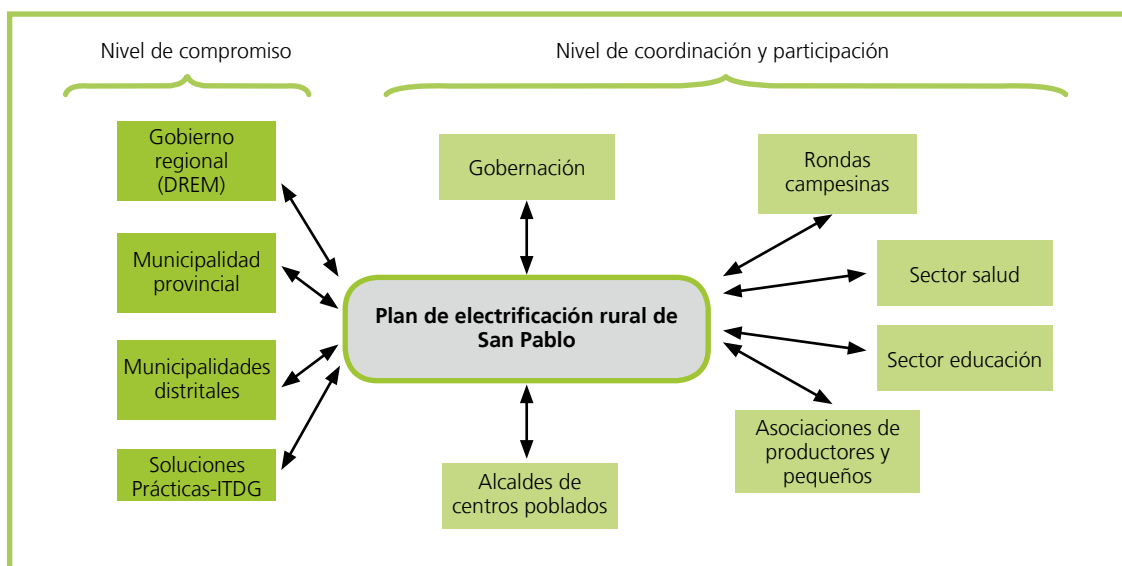 Nivel de compromiso
Nivel de coordinación y participación
Gobierno
regional
(DREM)
Municipalidad
provincial
Municipalidades
distritales
Soluciones
Prácticas-ITDG
Gobernación
Plan de electrificación rural de
San Pablo
Alcaldes de
centros poblados
Rondas
campesinas
Sector salud
Sector educación
Asociaciones de
productores y
pequeños